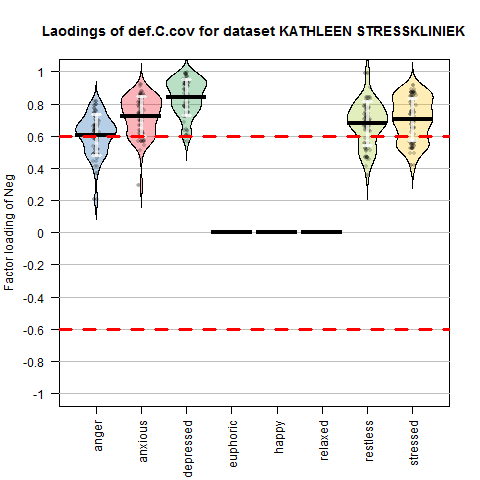 Laodings of def.C.cov for dataset KATHLEEN STRESSKLINIEK
Factor loading of Neg
1
0.8
0.6
0.4
0.2
0
-0.2
-0.4
-0.6
-0.8
-1
anger
anxious
depressed
euphoric
happy
relaxed
restless
stressed